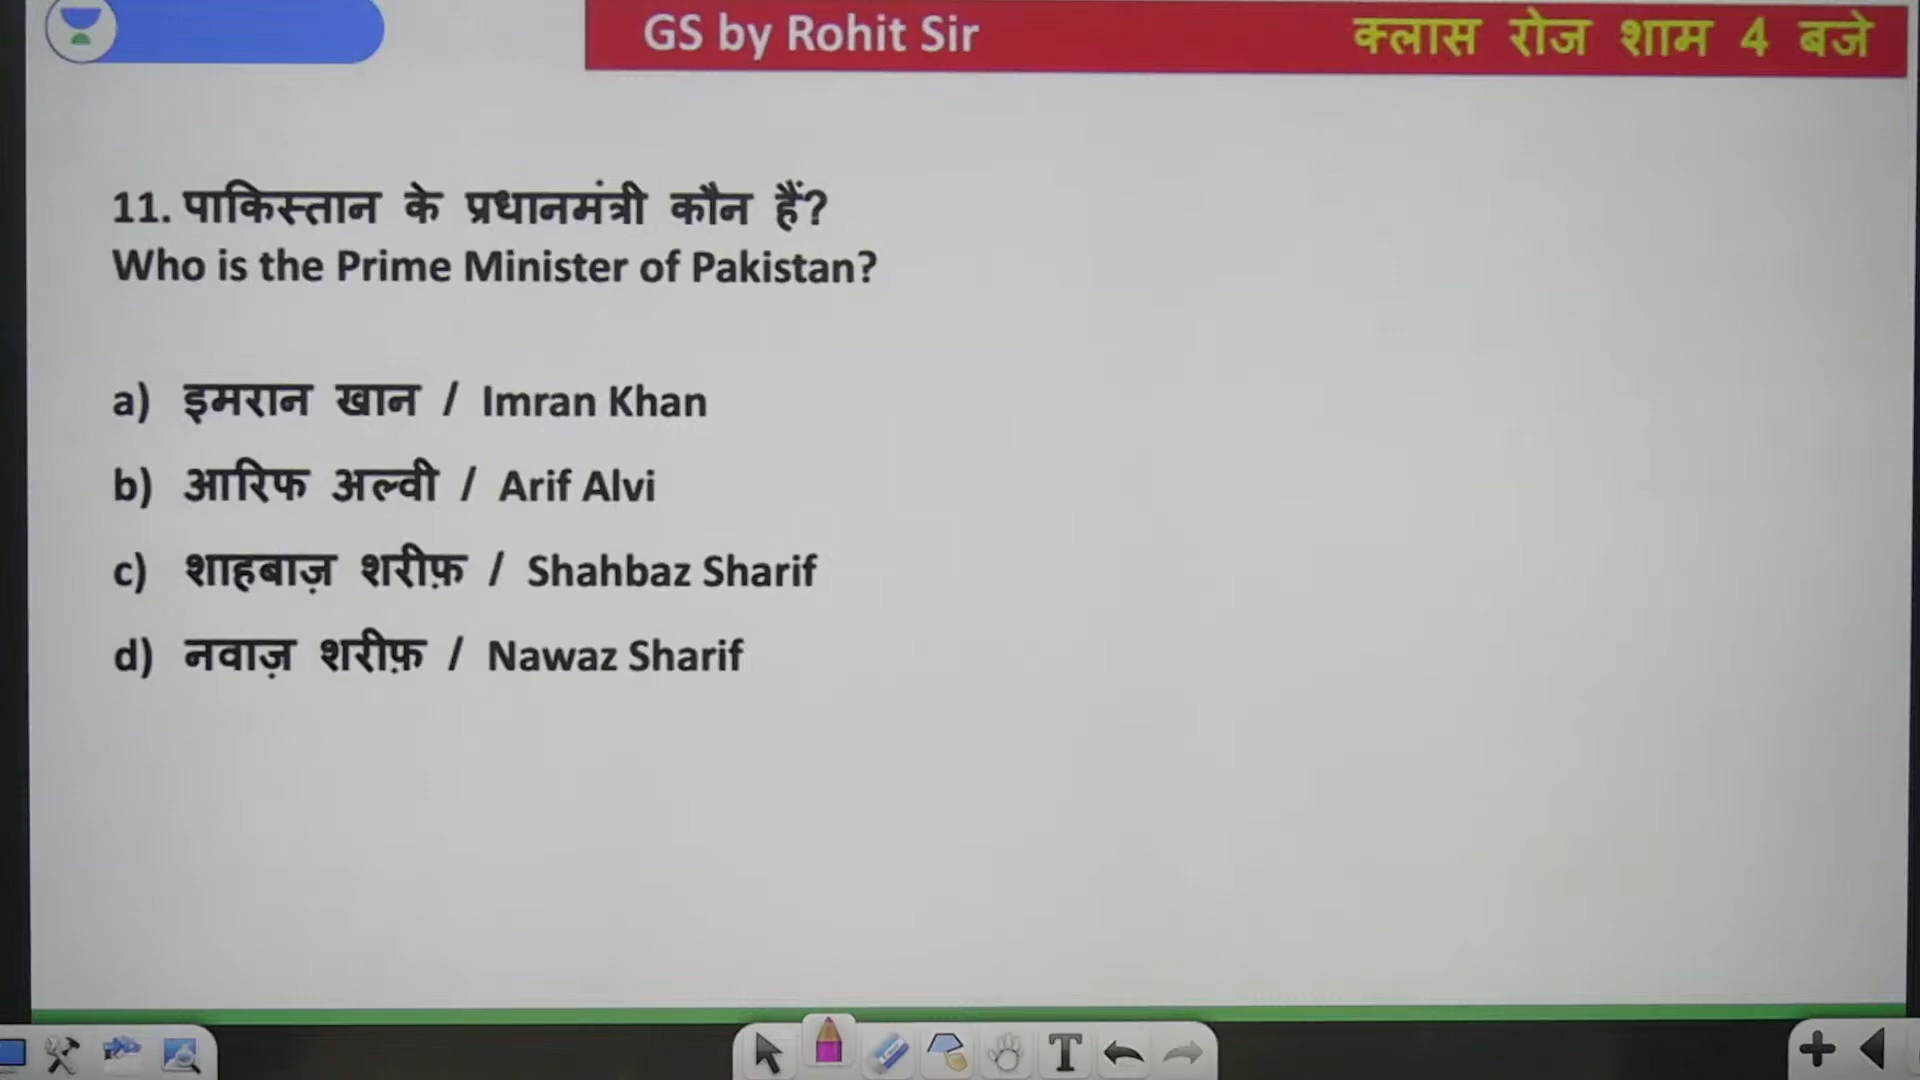 GS by Rohit Sir
क्लास रोज शाम 4 बजे
11. पाकिस्तान के प्रधानमंत्री कौन हैं?
Who is the Prime Minister of Pakistan?
a) इमरान खान / Imran Khan
b) आरिफ अल्वी / Arif Alvi
c) शाहबाज़ शरीफ़ / Shahbaz Sharif
d) नवाज़ शरीफ़ / Nawaz Sharif
T